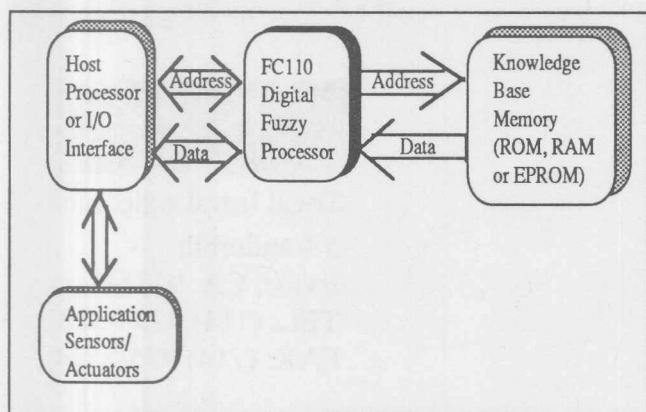 Host
Processor
or I/O
Interface
Address
Data
FC110
Digital
Fuzzy
Processor
Address
Data
Knowledge
Base
Memory
(ROM, RAM
or EPROM)
Application
Sensors/
Actuators